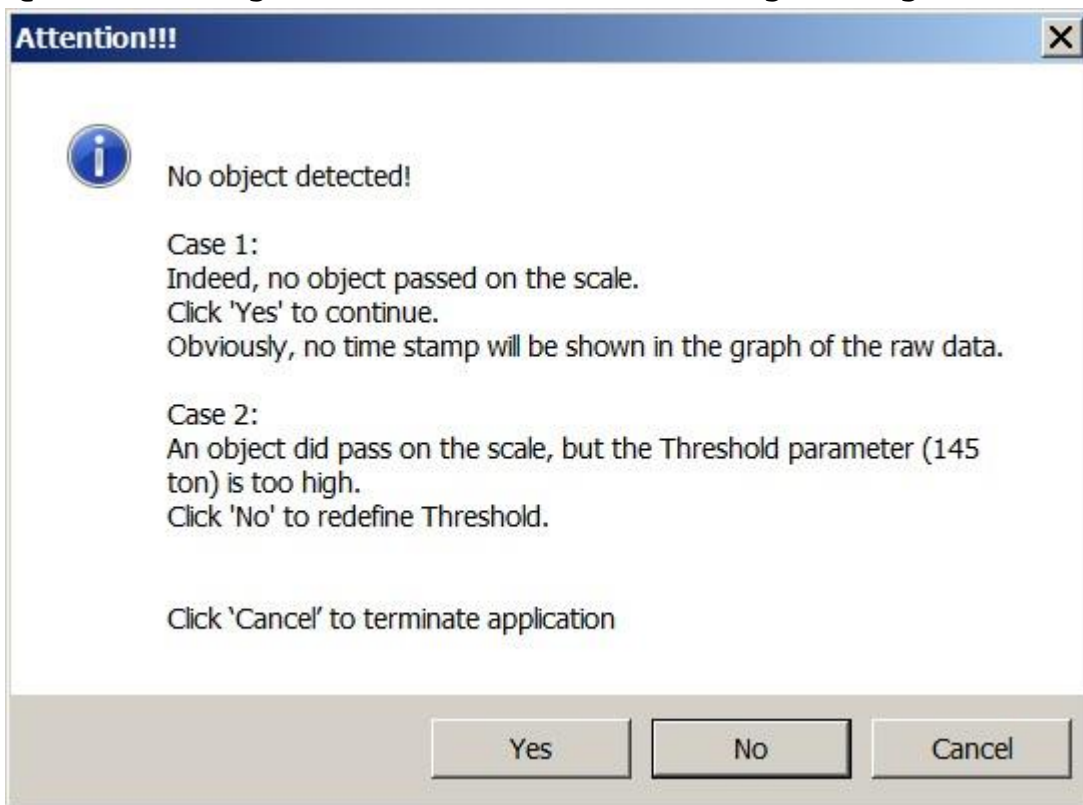 Attention!!!
No object detected!
Case 1:
Indeed, no object passed on the scale.
Click 'Yes' to continue.
Obviously, no time stamp will be shown in the graph of the raw data.
Case 2:
An object did pass on the scale, but the Threshold parameter (145
ton) is too high.
Click 'No' to redefine Threshold.
Click ‛Cancel’ to terminate application
Yes
No
Cancel